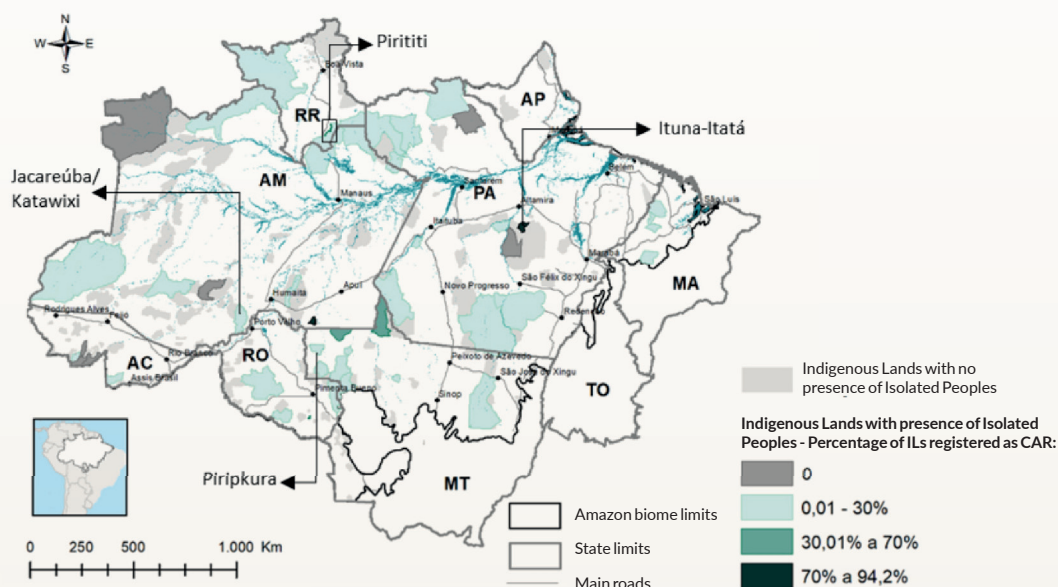 N
W E
S
Pirititi
Boa Vista
RR
AP
Ituna-Itatá
Jacareúba/
Katawixi
AM
Manaus
Santarém
PA
Belém
Altamira
São Luís
Itaituba
Marabá
MA
Humaitá
Apuí
Novo Progresso
São Félix do Xingu
Rodrigues Alves
Feijó
Porto Velho
Redenção
AC
Rio Branco
RO
Assis Brasil
Peixoto de Azevedo
São José do Xingu
TO
Pimenta Bueno
Sinop
Piripkura
MT
Indigenous Lands with no
presence of Isolated Peoples
Indigenous Lands with presence of Isolated
Peoples - Percentage of ILs registered as CAR:
0
0,01 - 30%
30,01% a 70%
70% a 94,2%
Amazon biome limits
State limits
Main roads
0 250 500 1.000 Km